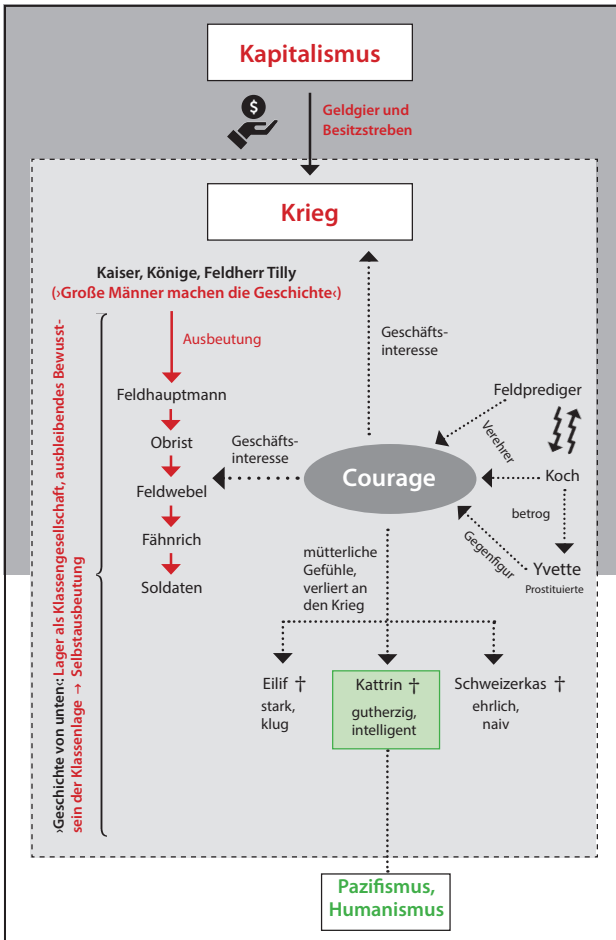 Kapitalismus
$
Geldgier und
Besitzstreben
Krieg
Kaiser, Könige, Feldherr Tilly
(›Große Männer machen die Geschichte‹)
Ausbeutung
Geschäfts-
interesse
Feldhauptmann
Obrist
Feldwebel
Fähnrich
Soldaten
Geschäfts-
interesse
Courage
Feldprediger
Verehrer
Koch
betrog
Gegenfigur
Yvette
Prostituierte
mütterliche
Gefühle,
verliert an
den Krieg
Eilif †
stark,
klug
Kattrin †
gutherzig,
intelligent
Schweizerkas †
ehrlich,
naiv
›Geschichte von unten‹: Lager als Klassengesellschaft, ausbleibendes Bewusst-
sein der Klassenlage → Selbstausbeutung
Pazifismus,
Humanismus